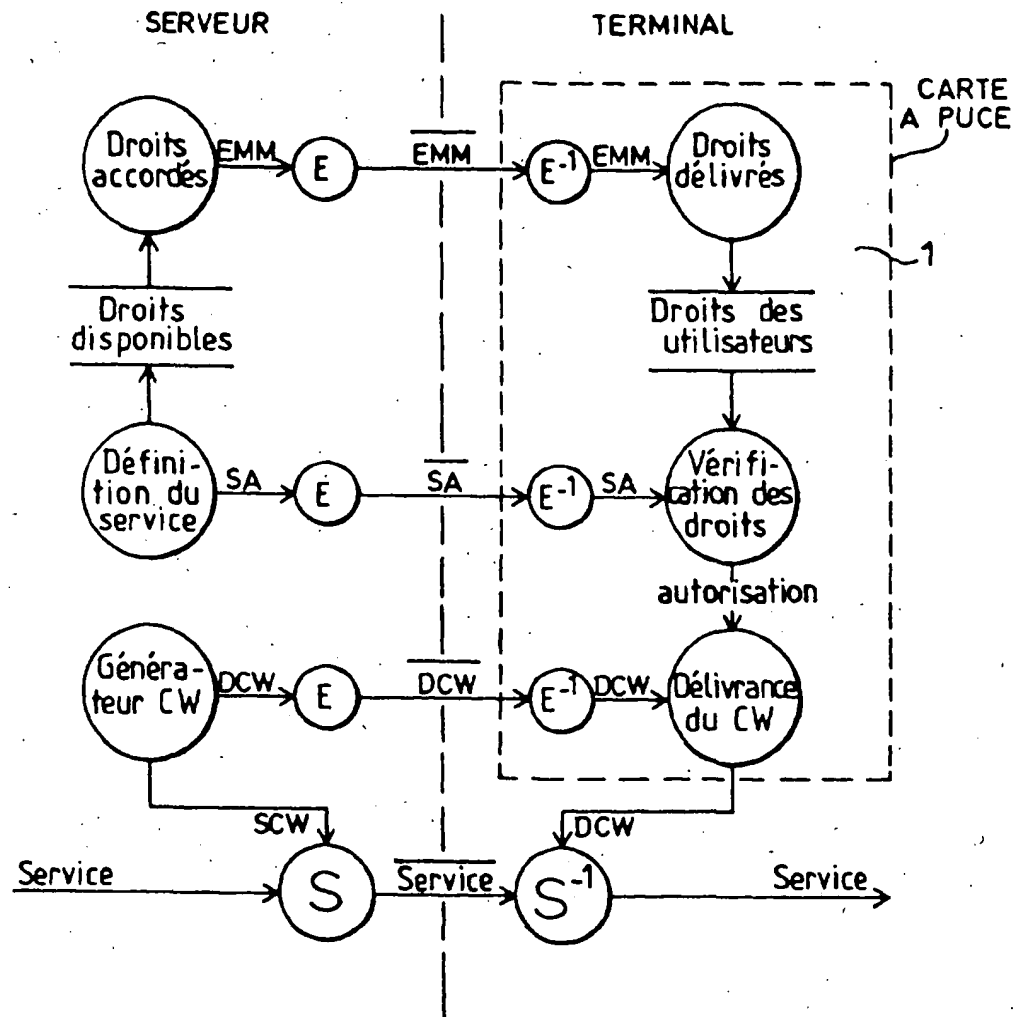 SERVEUR
TERMINAL
CARTE
A PUCE
Droits
accordés
EMM
E
EMM
E-1
EMM
Droits
délivrés
1
Droits
disponibles
Droits des
utilisateurs
Défini-
tion du
service
SA
E
SA
E-1
SA
Vérifi-
cation des
droits
autorisation
Généra-
teur CW
DCW
E
DCW
E-1
DCW
Délivrance
du CW
SCW
DCW
Service
S
Service
S-1
Service